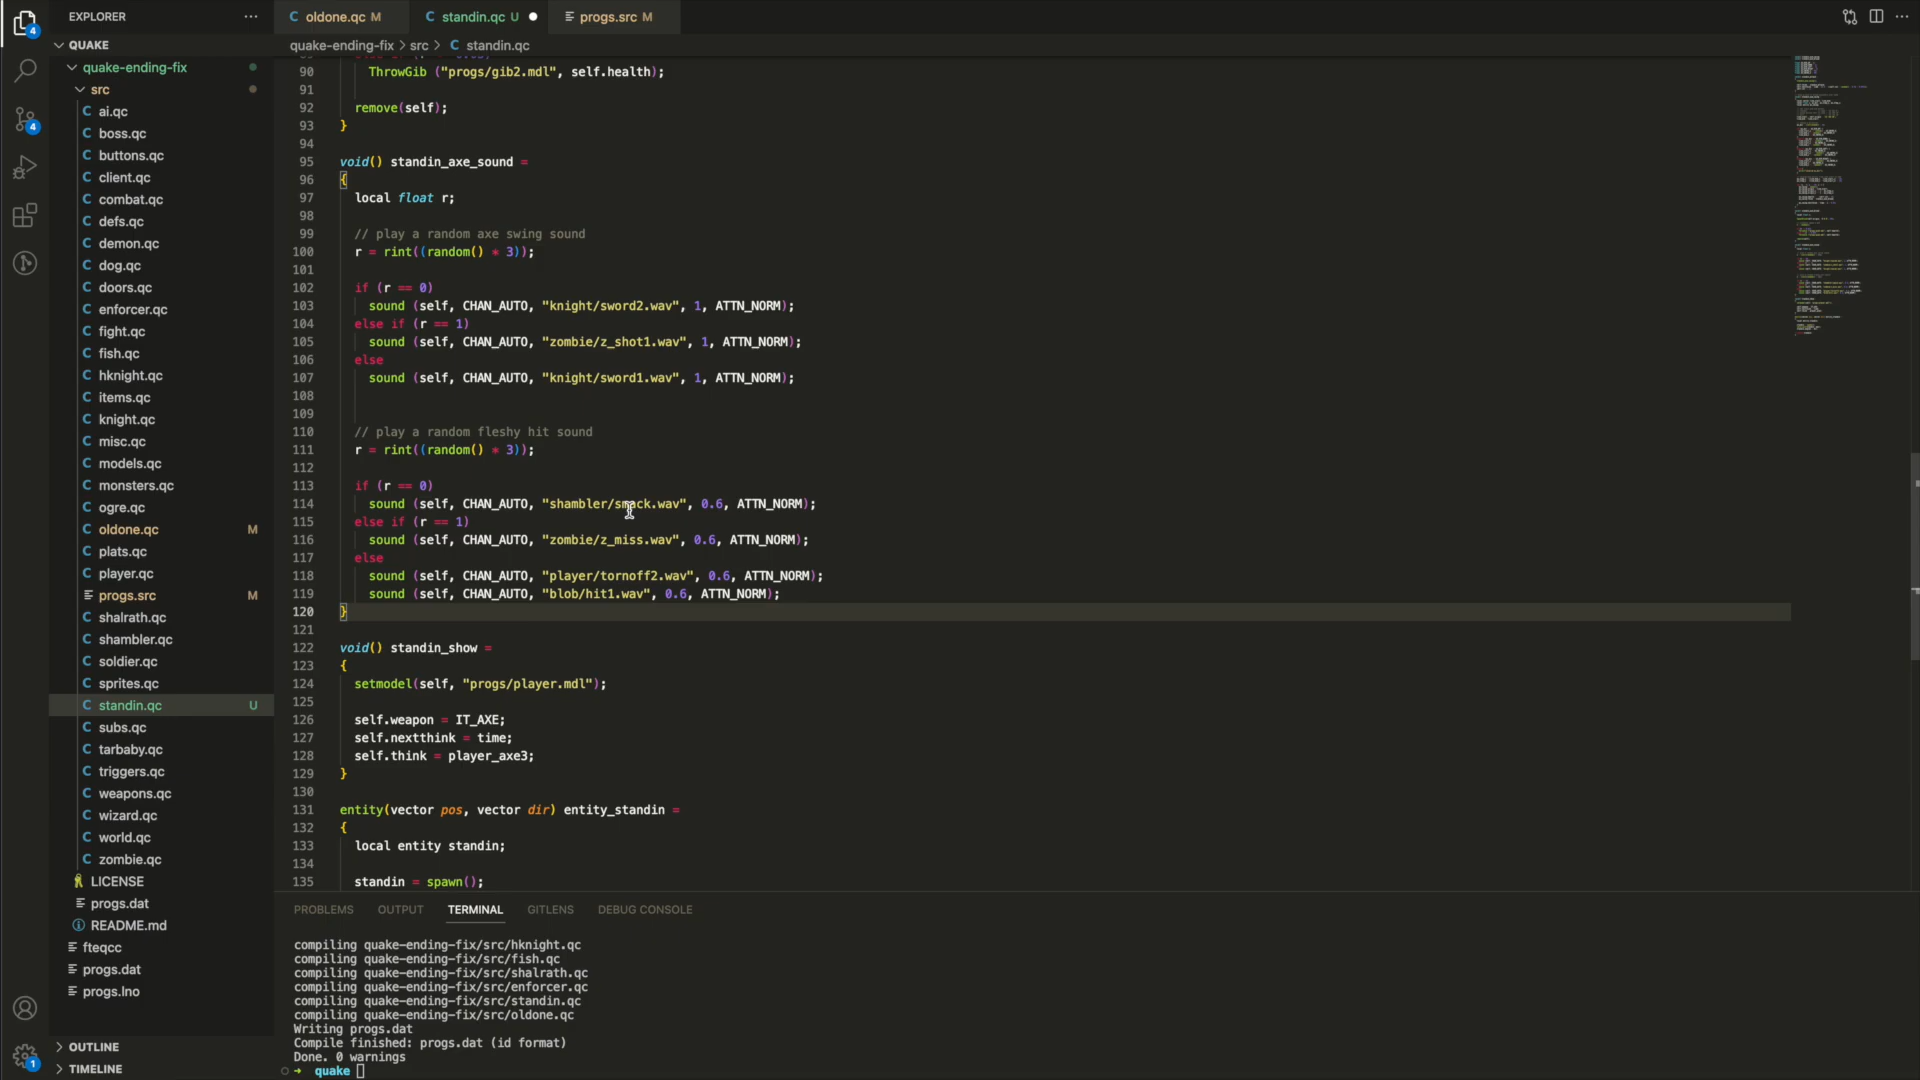 EXPLORER
oldone.qc M
standin.qc U
progs.src M
QUAKE
quake-ending-fix > src > standin.qc
quake-ending-fix
src
ai.qc
boss.qc
buttons.qc
client.qc
combat.qc
defs.qc
demon.qc
dog.qc
doors.qc
enforcer.qc
fight.qc
fish.qc
hknight.qc
items.qc
knight.qc
misc.qc
models.qc
monsters.qc
ogre.qc
oldone.qc M
plats.qc
player.qc
progs.src M
shalrath.qc
shambler.qc
soldier.qc
sprites.qc
standin.qc U
subs.qc
tarbaby.qc
triggers.qc
weapons.qc
wizard.qc
world.qc
zombie.qc
LICENSE
progs.dat
README.md
fteqcc
progs.dat
progs.lno
OUTLINE
TIMELINE
4
4
1
90 ThrowGib ("progs/gib2.mdl", self.health);
91
92 remove(self);
93 }
94
95 void() standin_axe_sound =
96 {
97 local float r;
98
99 // play a random axe swing sound
100 r = rint((random() * 3));
101
102 if (r == 0)
103 sound (self, CHAN_AUTO, "knight/sword2.wav", 1, ATTN_NORM);
104 else if (r == 1)
105 sound (self, CHAN_AUTO, "zombie/z_shot1.wav", 1, ATTN_NORM);
106 else
107 sound (self, CHAN_AUTO, "knight/sword1.wav", 1, ATTN_NORM);
108
109
110 // play a random fleshy hit sound
111 r = rint((random() * 3));
112
113 if (r == 0)
114 sound (self, CHAN_AUTO, "shambler/smack.wav", 0.6, ATTN_NORM);
115 else if (r == 1)
116 sound (self, CHAN_AUTO, "zombie/z_miss.wav", 0.6, ATTN_NORM);
117 else
118 sound (self, CHAN_AUTO, "player/tornoff2.wav", 0.6, ATTN_NORM);
119 sound (self, CHAN_AUTO, "blob/hit1.wav", 0.6, ATTN_NORM);
120 }
121
122 void() standin_show =
123 {
124 setmodel(self, "progs/player.mdl");
125
126 self.weapon = IT_AXE;
127 self.nextthink = time;
128 self.think = player_axe3;
129 }
130
131 entity(vector pos, vector dir) entity_standin =
132 {
133 local entity standin;
134
135 standin = spawn();
PROBLEMS OUTPUT TERMINAL GITLENS DEBUG CONSOLE
compiling quake-ending-fix/src/hknight.qc
compiling quake-ending-fix/src/fish.qc
compiling quake-ending-fix/src/shalrath.qc
compiling quake-ending-fix/src/enforcer.qc
compiling quake-ending-fix/src/standin.qc
compiling quake-ending-fix/src/oldone.qc
Writing progs.dat
Compile finished: progs.dat (id format)
Done. 0 warnings
→ quake